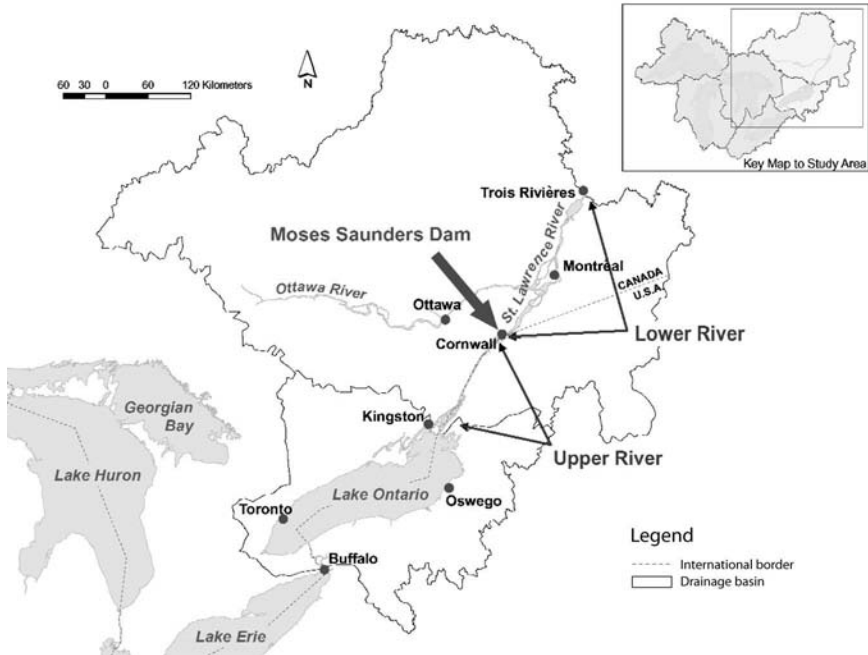 60 30 0 60 120 Kilometers
N
Key Map to Study Area
Trois Rivières
Moses Saunders Dam
St. Lawrence River
Montréal
Ottawa River
Ottawa
CANADA
U.S.A.
Cornwall
Lower River
Georgian
Bay
Kingston
Upper River
Lake Huron
Lake Ontario
Oswego
Toronto
Buffalo
Lake Erie
Legend
International border
Drainage basin